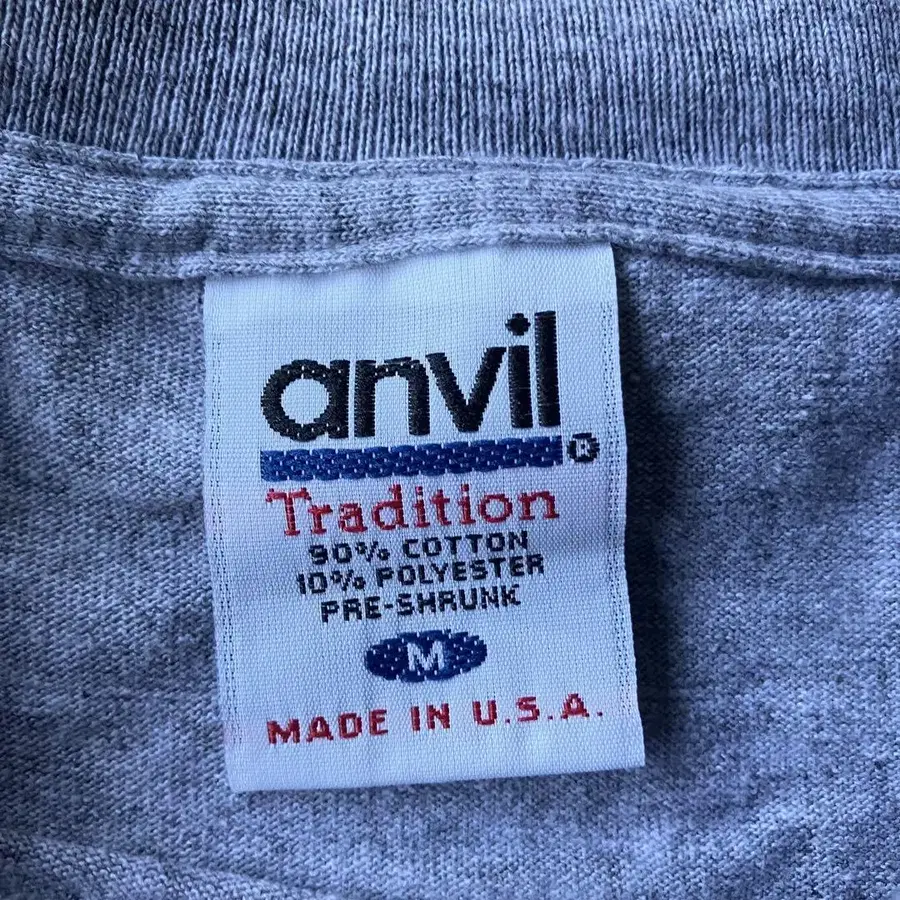 anvil
®
Tradition
90% COTTON
10% POLYESTER
PRE-SHRUNK
M
MADE IN U.S.A.